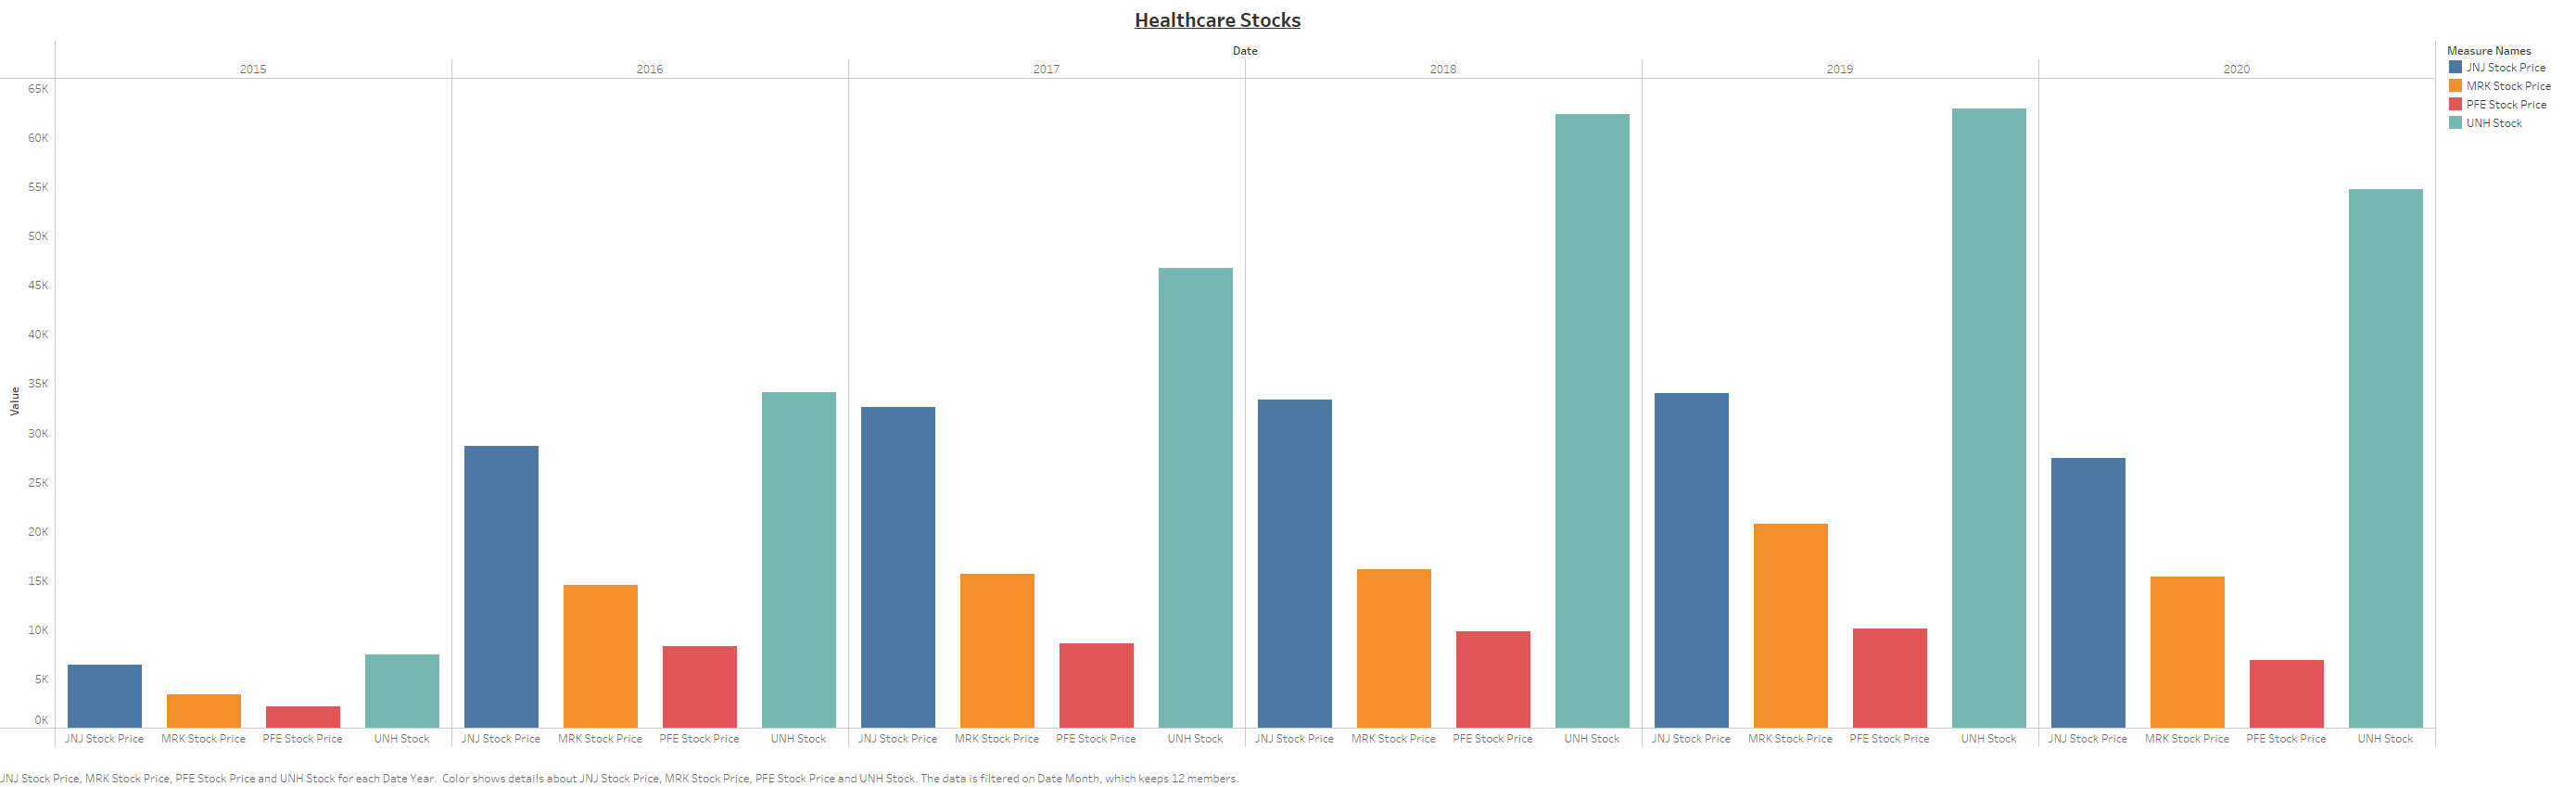 Healthcare Stocks
Date
2015 2016 2017 2018 2019 2020
Measure Names
JNJ Stock Price
MRK Stock Price
PFE Stock Price
UNH Stock
65K
60K
55K
50K
45K
40K
35K
30K
25K
20K
15K
10K
5K
0K
Value
JNJ Stock Price MRK Stock Price PFE Stock Price UNH Stock JNJ Stock Price MRK Stock Price PFE Stock Price UNH Stock JNJ Stock Price MRK Stock Price PFE Stock Price UNH Stock JNJ Stock Price MRK Stock Price PFE Stock Price UNH Stock JNJ Stock Price MRK Stock Price PFE Stock Price UNH Stock JNJ Stock Price MRK Stock Price PFE Stock Price UNH Stock
JNJ Stock Price, MRK Stock Price, PFE Stock Price and UNH Stock for each Date Year. Color shows details about JNJ Stock Price, MRK Stock Price, PFE Stock Price and UNH Stock. The data is filtered on Date Month, which keeps 12 members.